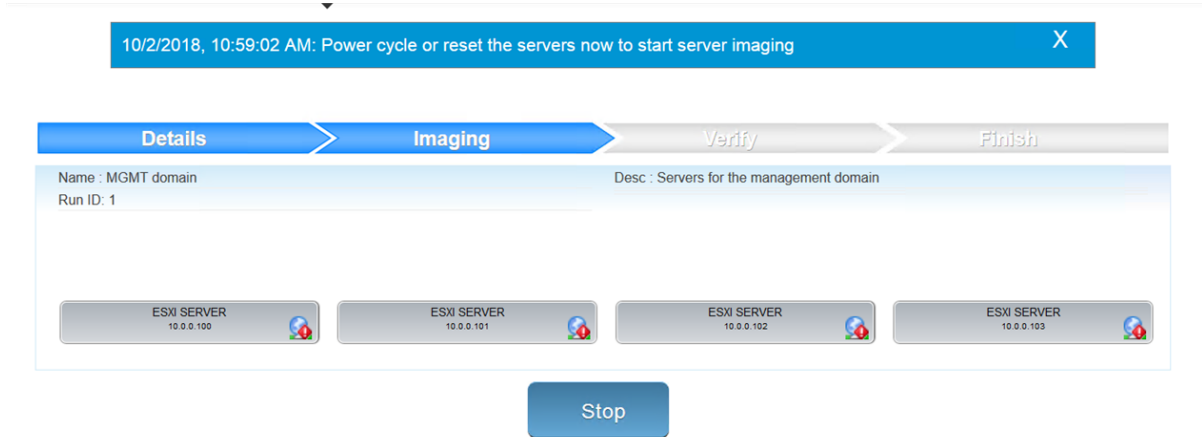 10/2/2018, 10:59:02 AM: Power cycle or reset the servers now to start server imaging X
Details Imaging Verify Finish
Name : MGMT domain Desc : Servers for the management domain
Run ID: 1
ESXI SERVER ESXI SERVER ESXI SERVER ESXI SERVER
10.0.0.100 10.0.0.101 10.0.0.102 10.0.0.103
Stop